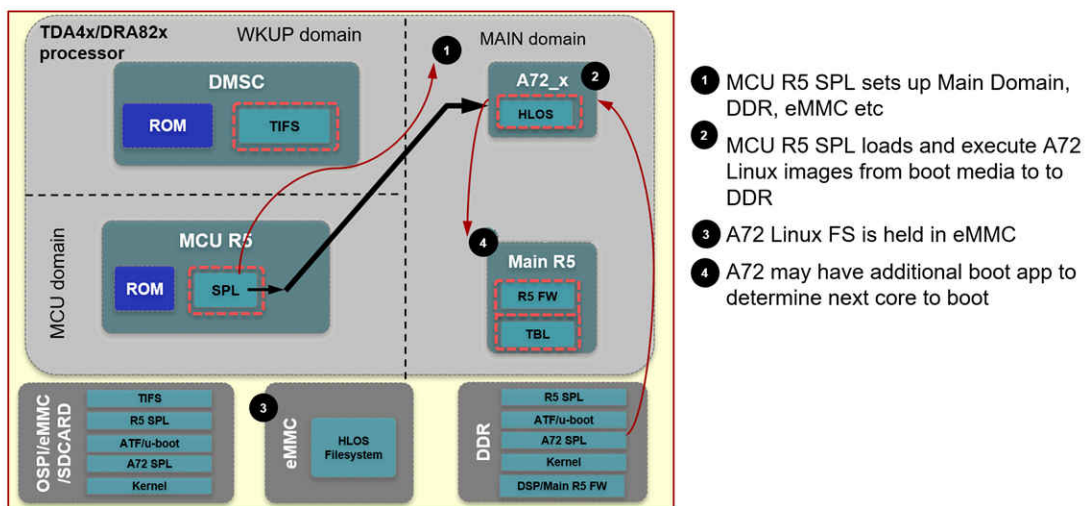 TDA4x/DRA82x
processor
WKUP domain
MAIN domain
1
DMSC
ROM
TIFS
A72_x
2
HLOS
MCU domain
MCU R5
ROM
SPL
4
Main R5
R5 FW
TBL
OSPI/eMMC
/SDCARD
TIFS
R5 SPL
ATF/u-boot
A72 SPL
Kernel
3
eMMC
HLOS
Filesystem
DDR
R5 SPL
ATF/u-boot
A72 SPL
Kernel
DSP/Main R5 FW
1 MCU R5 SPL sets up Main Domain,
DDR, eMMC etc
2 MCU R5 SPL loads and execute A72
Linux images from boot media to to
DDR
3 A72 Linux FS is held in eMMC
4 A72 may have additional boot app to
determine next core to boot